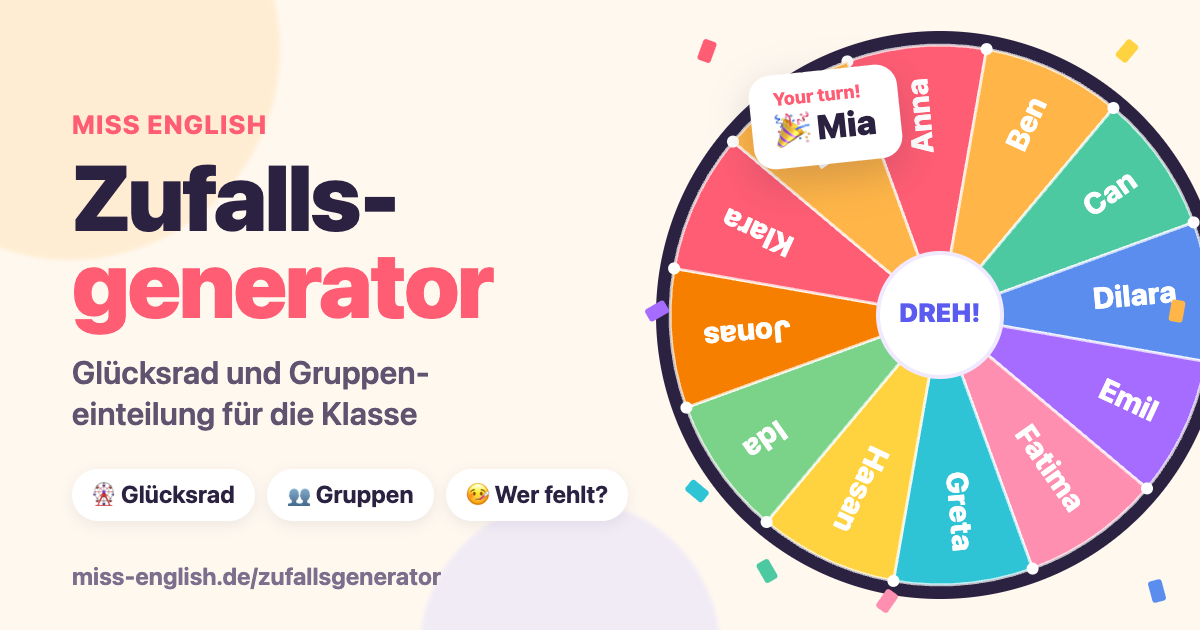 MISS ENGLISH
Zufalls-
generator
Glücksrad und Gruppen-
einteilung für die Klasse
Glücksrad
Gruppen
Wer fehlt?
miss-english.de/zufallsgenerator
Your turn!
Mia
Anna
Ben
Can
Dilara
Emil
Fatima
Greta
Hasan
Ida
Jonas
Klara
DREH!